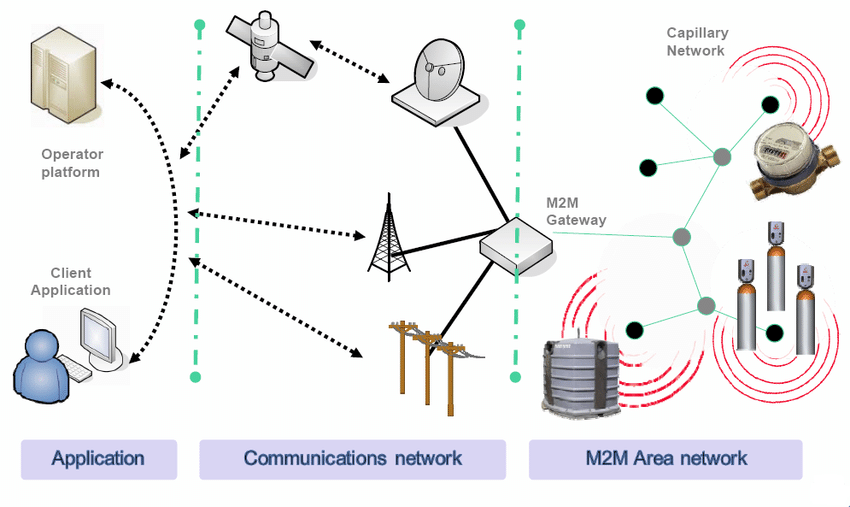 Capillary
Network
Operator
platform
M2M
Gateway
Client
Application
Application
Communications network
M2M Area network